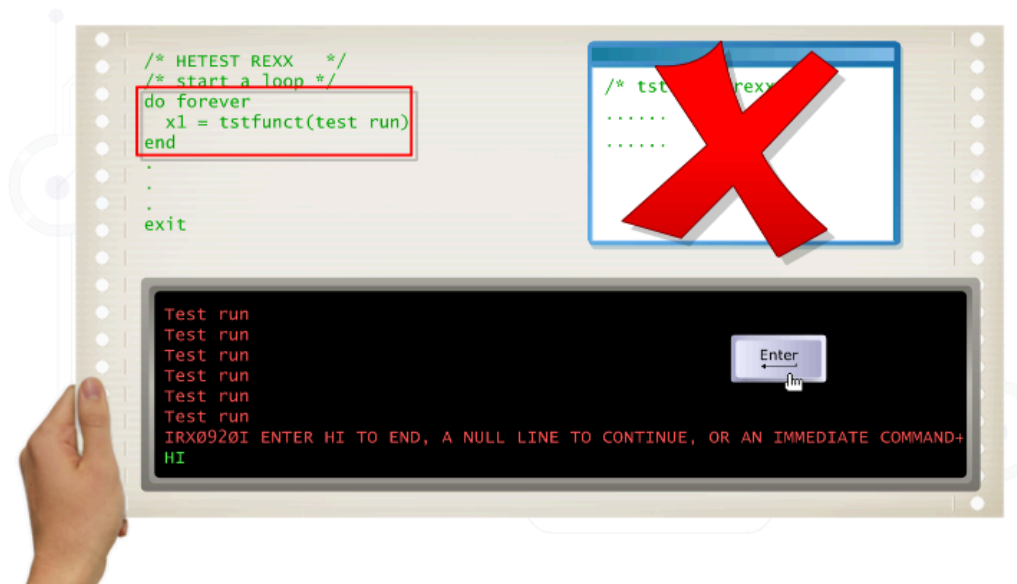 /* HETEST REXX   */
/* start a loop */
do forever
  x1 = tstfunct(test run)
end
.
.
.
exit
/* tst rexx
......
......
Test run
Test run
Test run
Test run
Test run
Test run
IRX0920I ENTER HI TO END, A NULL LINE TO CONTINUE, OR AN IMMEDIATE COMMAND+
HI
Enter